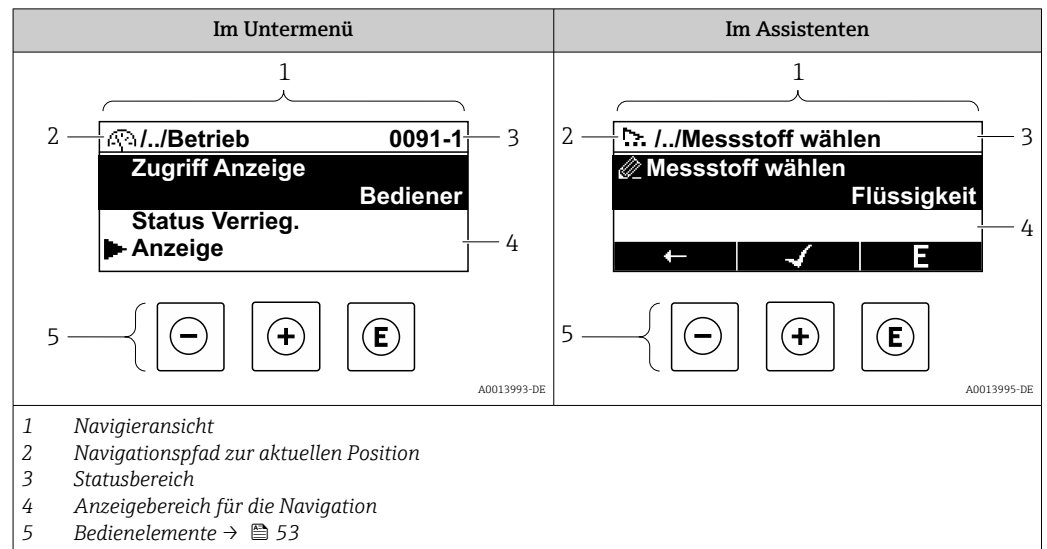 Im Untermenü
Im Assistenten
1
2
/../Betrieb 0091-1
3
Zugriff Anzeige
Bediener
Status Verrieg.
Anzeige
4
5
- + E
A0013993-DE
1
2
/../Messstoff wählen
3
Messstoff wählen
Flüssigkeit
4
← ✓ E
5
- + E
A0013995-DE
1 Navigieransicht
2 Navigationspfad zur aktuellen Position
3 Statusbereich
4 Anzeigebereich für die Navigation
5 Bedienelemente → 53